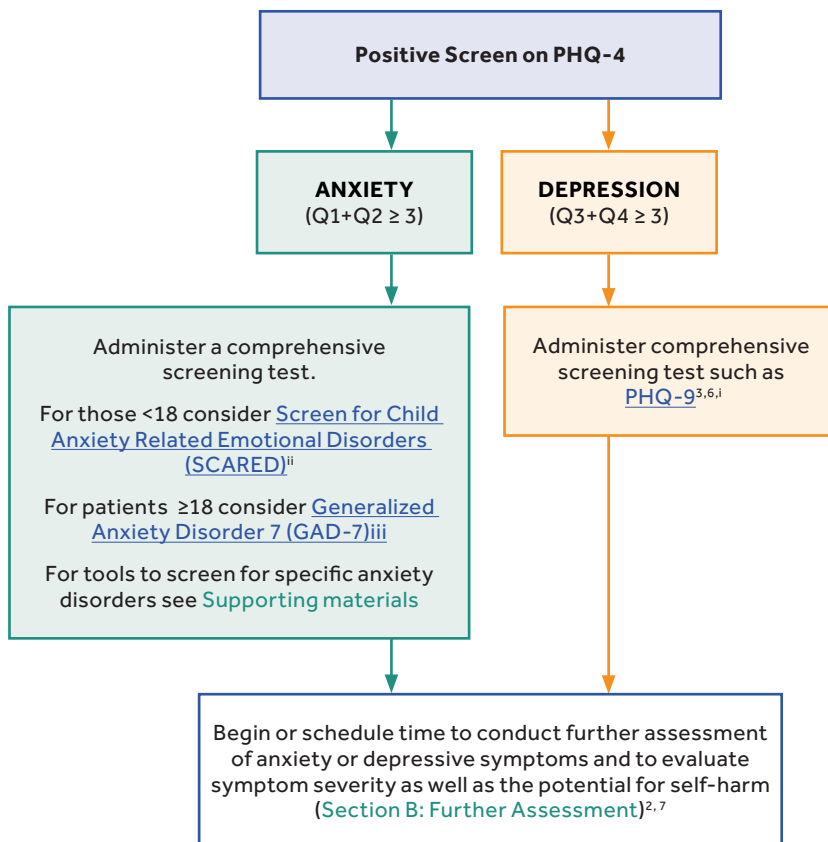 Positive Screen on PHQ-4
ANXIETY
(Q1+Q2 ≥ 3)
DEPRESSION
(Q3+Q4 ≥ 3)
Administer a comprehensive
screening test.
For those <18 consider Screen for Child
Anxiety Related Emotional Disorders
(SCARED)ii
For patients ≥18 consider Generalized
Anxiety Disorder 7 (GAD-7)iii
For tools to screen for specific anxiety
disorders see Supporting materials
Administer comprehensive
screening test such as
PHQ-93,6,i
Begin or schedule time to conduct further assessment
of anxiety or depressive symptoms and to evaluate
symptom severity as well as the potential for self-harm
(Section B: Further Assessment)2, 7